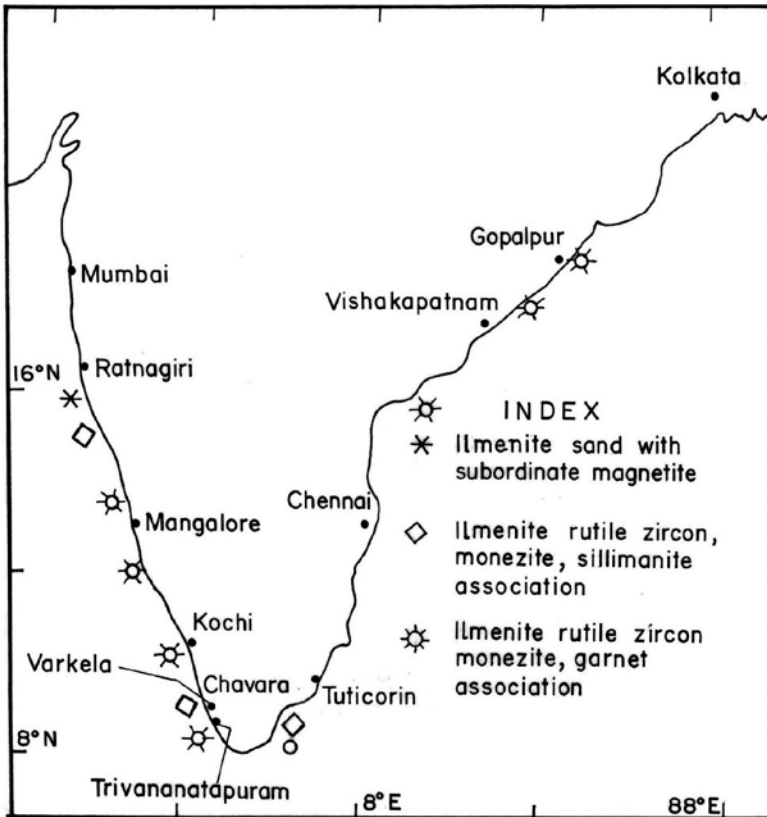 Kolkata
Gopalpur
Mumbai
Vishakapatnam
Ratnagiri
16°N
INDEX
Ilmenite sand with
subordinate magnetite
Chennai
Mangalore
Ilmenite rutile zircon,
monezite, sillimanite
association
Kochi
Ilmenite rutile zircon
monezite, garnet
association
Varkela
Chavara
Tuticorin
8°N
Trivananatapuram
8°E
88°E